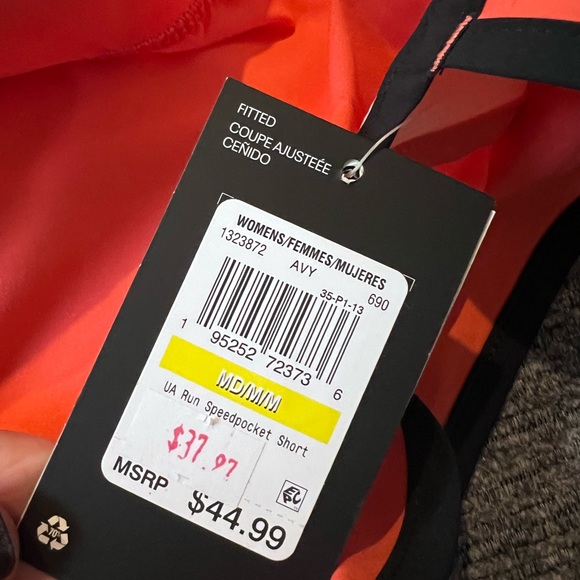 FITTED
COUPE AJUSTEÉE
CEÑIDO
WOMENS/FEMMES/MUJERES
1323872 AVY 690
35-P1-13
1 95252 72373 6
MD/M/M
UA Run Speedpocket Short
$37.97
MSRP $44.99